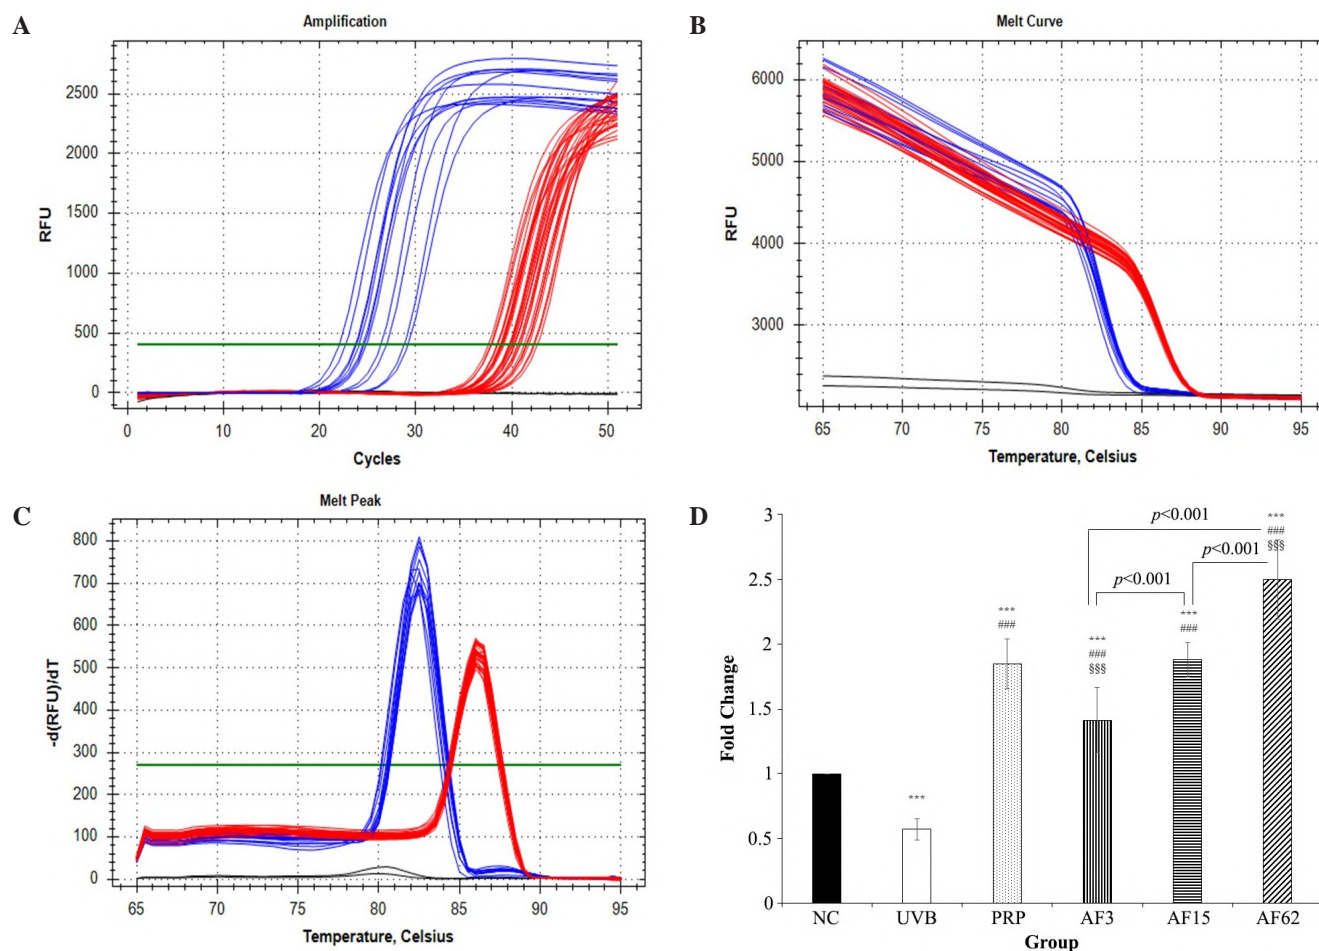 A
Amplification
RFU
2500
2000
1500
1000
500
0
0 10 20 30 40 50
Cycles
B
Melt Curve
RFU
6000
5000
4000
3000
65 70 75 80 85 90 95
Temperature, Celsius
C
Melt Peak
-d(RFU)/dT
800
700
600
500
400
300
200
100
0
65 70 75 80 85 90 95
Temperature, Celsius
D
Fold Change
3
2.5
2
1.5
1
0.5
0
p<0.001
p<0.001
p<0.001
***
***
###
***
###
§§§
***
###
***
###
§§§
NC UVB PRP AF3 AF15 AF62
Group